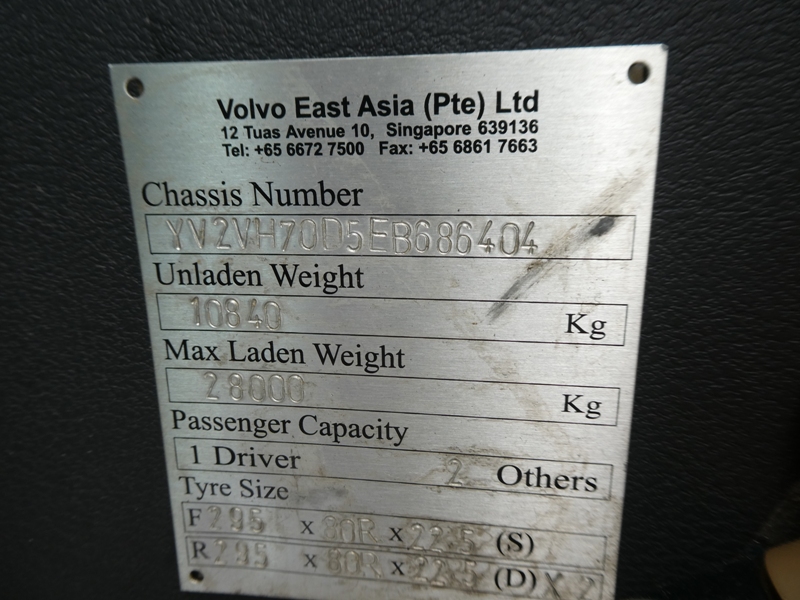 Volvo East Asia (Pte) Ltd
12 Tuas Avenue 10, Singapore 639136
Tel: +65 6672 7500 Fax: +65 6861 7663
Chassis Number
YV2VH70D5EB686404
Unladen Weight
10840 Kg
Max Laden Weight
28000 Kg
Passenger Capacity
1 Driver 2 Others
Tyre Size
F 295 x 80R x 22.5 (S)
R 295 x 80R x 22.5 (D) X 2